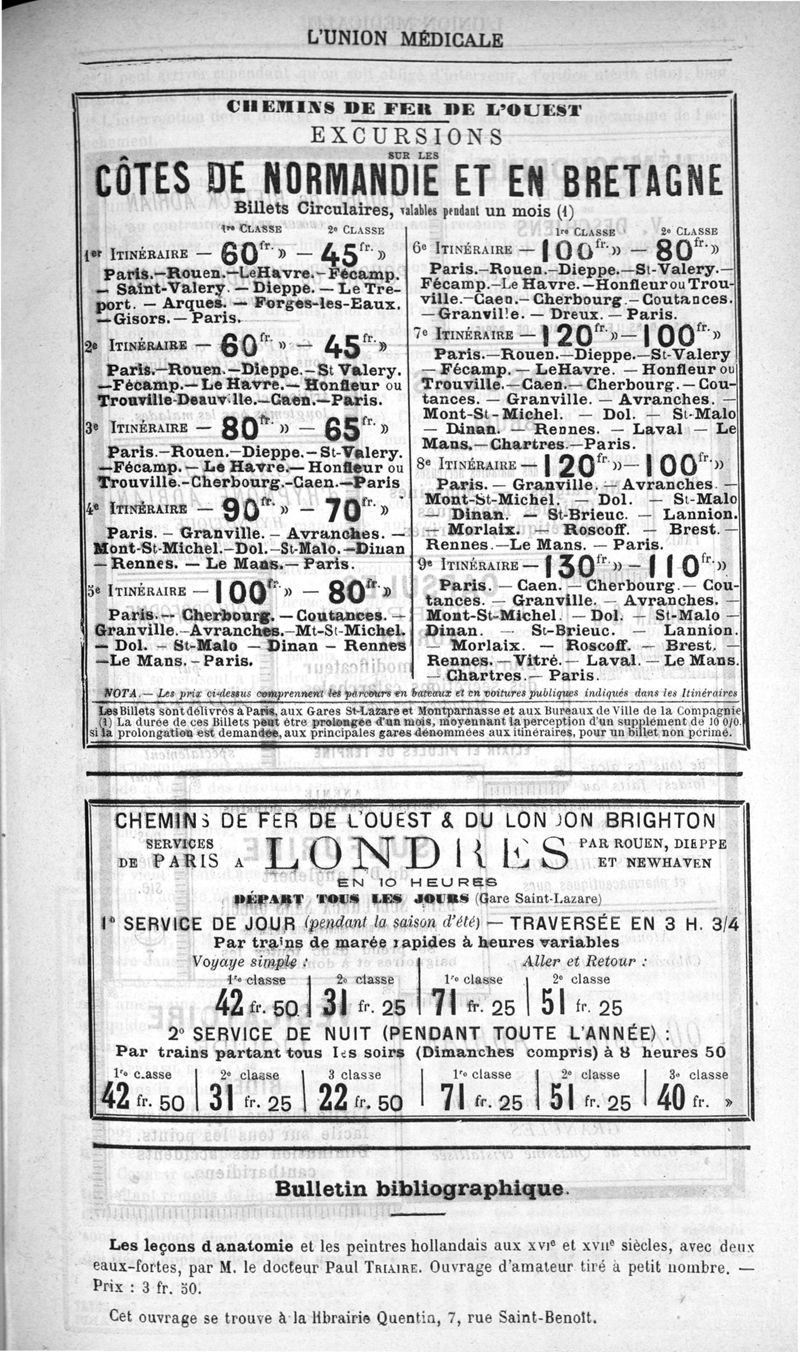 L'UNION MÉDICALE
CHEMINS DE FER DE L'OUEST
EXCURSIONS
SUR LES
CÔTES DE NORMANDIE ET EN BRETAGNE
Billets Circulaires, valables pendant un mois (1)
1re CLASSE 2e CLASSE
1er ITINÉRAIRE — 60fr. » — 45fr. »
Paris.—Rouen.—LeHavre.—Fécamp.
— Saint-Valery. — Dieppe. — Le Tré-
port. — Arques. — Forges-les-Eaux.
— Gisors. — Paris.
2e ITINÉRAIRE — 60fr. » — 45fr. »
Paris.—Rouen.—Dieppe.—St Valery.
—Fécamp.— Le Havre.— Honfleur ou
Trouville-Deauville.—Caen.—Paris.
3e ITINÉRAIRE — 80fr. » — 65fr. »
Paris.—Rouen.—Dieppe.— St-Valery.
—Fécamp.— Le Havre.— Honfleur ou
Trouville.-Cherbourg.-Caen.—Paris
4e ITINÉRAIRE — 90fr. » — 70fr. »
Paris. — Granville. — Avranches. —
Mont-St-Michel.-Dol.-St-Malo.—Dinan
— Rennes. — Le Mans.— Paris.
5e ITINÉRAIRE — 100fr. » — 80fr. »
Paris.— Cherbourg. — Coutances. —
Granville.—Avranches.—Mt-St-Michel.
— Dol. — St-Malo — Dinan — Rennes
—Le Mans. - Paris.
1re CLASSE 2e CLASSE
6e ITINÉRAIRE — 100fr. » — 80fr. »
Paris.—Rouen.—Dieppe.—St-Valery.—
Fécamp.—Le Havre. —Honfleur ou Trou-
ville.—Caen.— Cherbourg.—Coutances.
— Granville. — Dreux. — Paris.
7e ITINÉRAIRE — 120fr. » — 100fr. »
Paris.—Rouen.—Dieppe.—St-Valery
— Fécamp. — LeHavre. — Honfleur ou
Trouville.—Caen.— Cherbourg.— Cou-
tances. — Granville. — Avranches. —
Mont-St-Michel. — Dol. — St-Malo
— Dinan. — Rennes. — Laval — Le
Mans.— Chartres.—Paris.
8e ITINÉRAIRE — 120fr. » — 100fr. »
Paris. — Granville. — Avranches —
Mont-St-Michel. — Dol. — St-Malo
— Dinan. — St-Brieuc. — Lannion.
— Morlaix. — Roscoff. — Brest. —
Rennes.—Le Mans. — Paris.
9e ITINÉRAIRE — 130fr. » — 110fr. »
Paris. — Caen. — Cherbourg.— Cou-
tances. — Granville. — Avranches. —
Mont-St-Michel. — Dol. — St-Malo —
Dinan. — St-Brieuc. — Lannion.
— Morlaix. — Roscoff. — Brest. —
Rennes.— Vitré.— Laval. — Le Mans.
— Chartres.— Paris.
NOTA. — Les prix ci-dessus comprennent les parcours en bateaux et en voitures publiques indiqués dans les Itinéraires
Les Billets sont délivrés à Paris, aux Gares St-Lazare et Montparnasse et aux Bureaux de Ville de la Compagnie
(1) La durée de ces Billets peut être prolongée d'un mois, moyennant la perception d'un supplément de 10 0/0.
si la prolongation est demandée, aux principales gares dénommées aux itinéraires, pour un billet non périmé.
CHEMINS DE FER DE L'OUEST & DU LONDON BRIGHTON
SERVICES
DE PARIS A LONDRES PAR ROUEN, DIEPPE
ET NEWHAVEN
EN 10 HEURES
DÉPART TOUS LES JOURS (Gare Saint-Lazare)
1° SERVICE DE JOUR (pendant la saison d'été) — TRAVERSÉE EN 3 H. 3/4
Par trains de marée rapides à heures variables
Voyage simple : Aller et Retour :
1re classe 2e classe 1re classe 2e classe
42 fr. 50 31 fr. 25 71 fr. 25 51 fr. 25
2° SERVICE DE NUIT (PENDANT TOUTE L'ANNÉE) :
Par trains partant tous les soirs (Dimanches compris) à 8 heures 50
1re classe 2e classe 3 classe 1re classe 2e classe 3e classe
42 fr. 50 31 fr. 25 22 fr. 50 71 fr. 25 51 fr. 25 40 fr. »
Bulletin bibliographique.
Les leçons d anatomie et les peintres hollandais aux XVIe et XVIIe siècles, avec deux
eaux-fortes, par M. le docteur Paul TRIAIRE. Ouvrage d'amateur tiré à petit nombre. —
Prix : 3 fr. 50.
Cet ouvrage se trouve à la librairie Quentin, 7, rue Saint-Benoît.